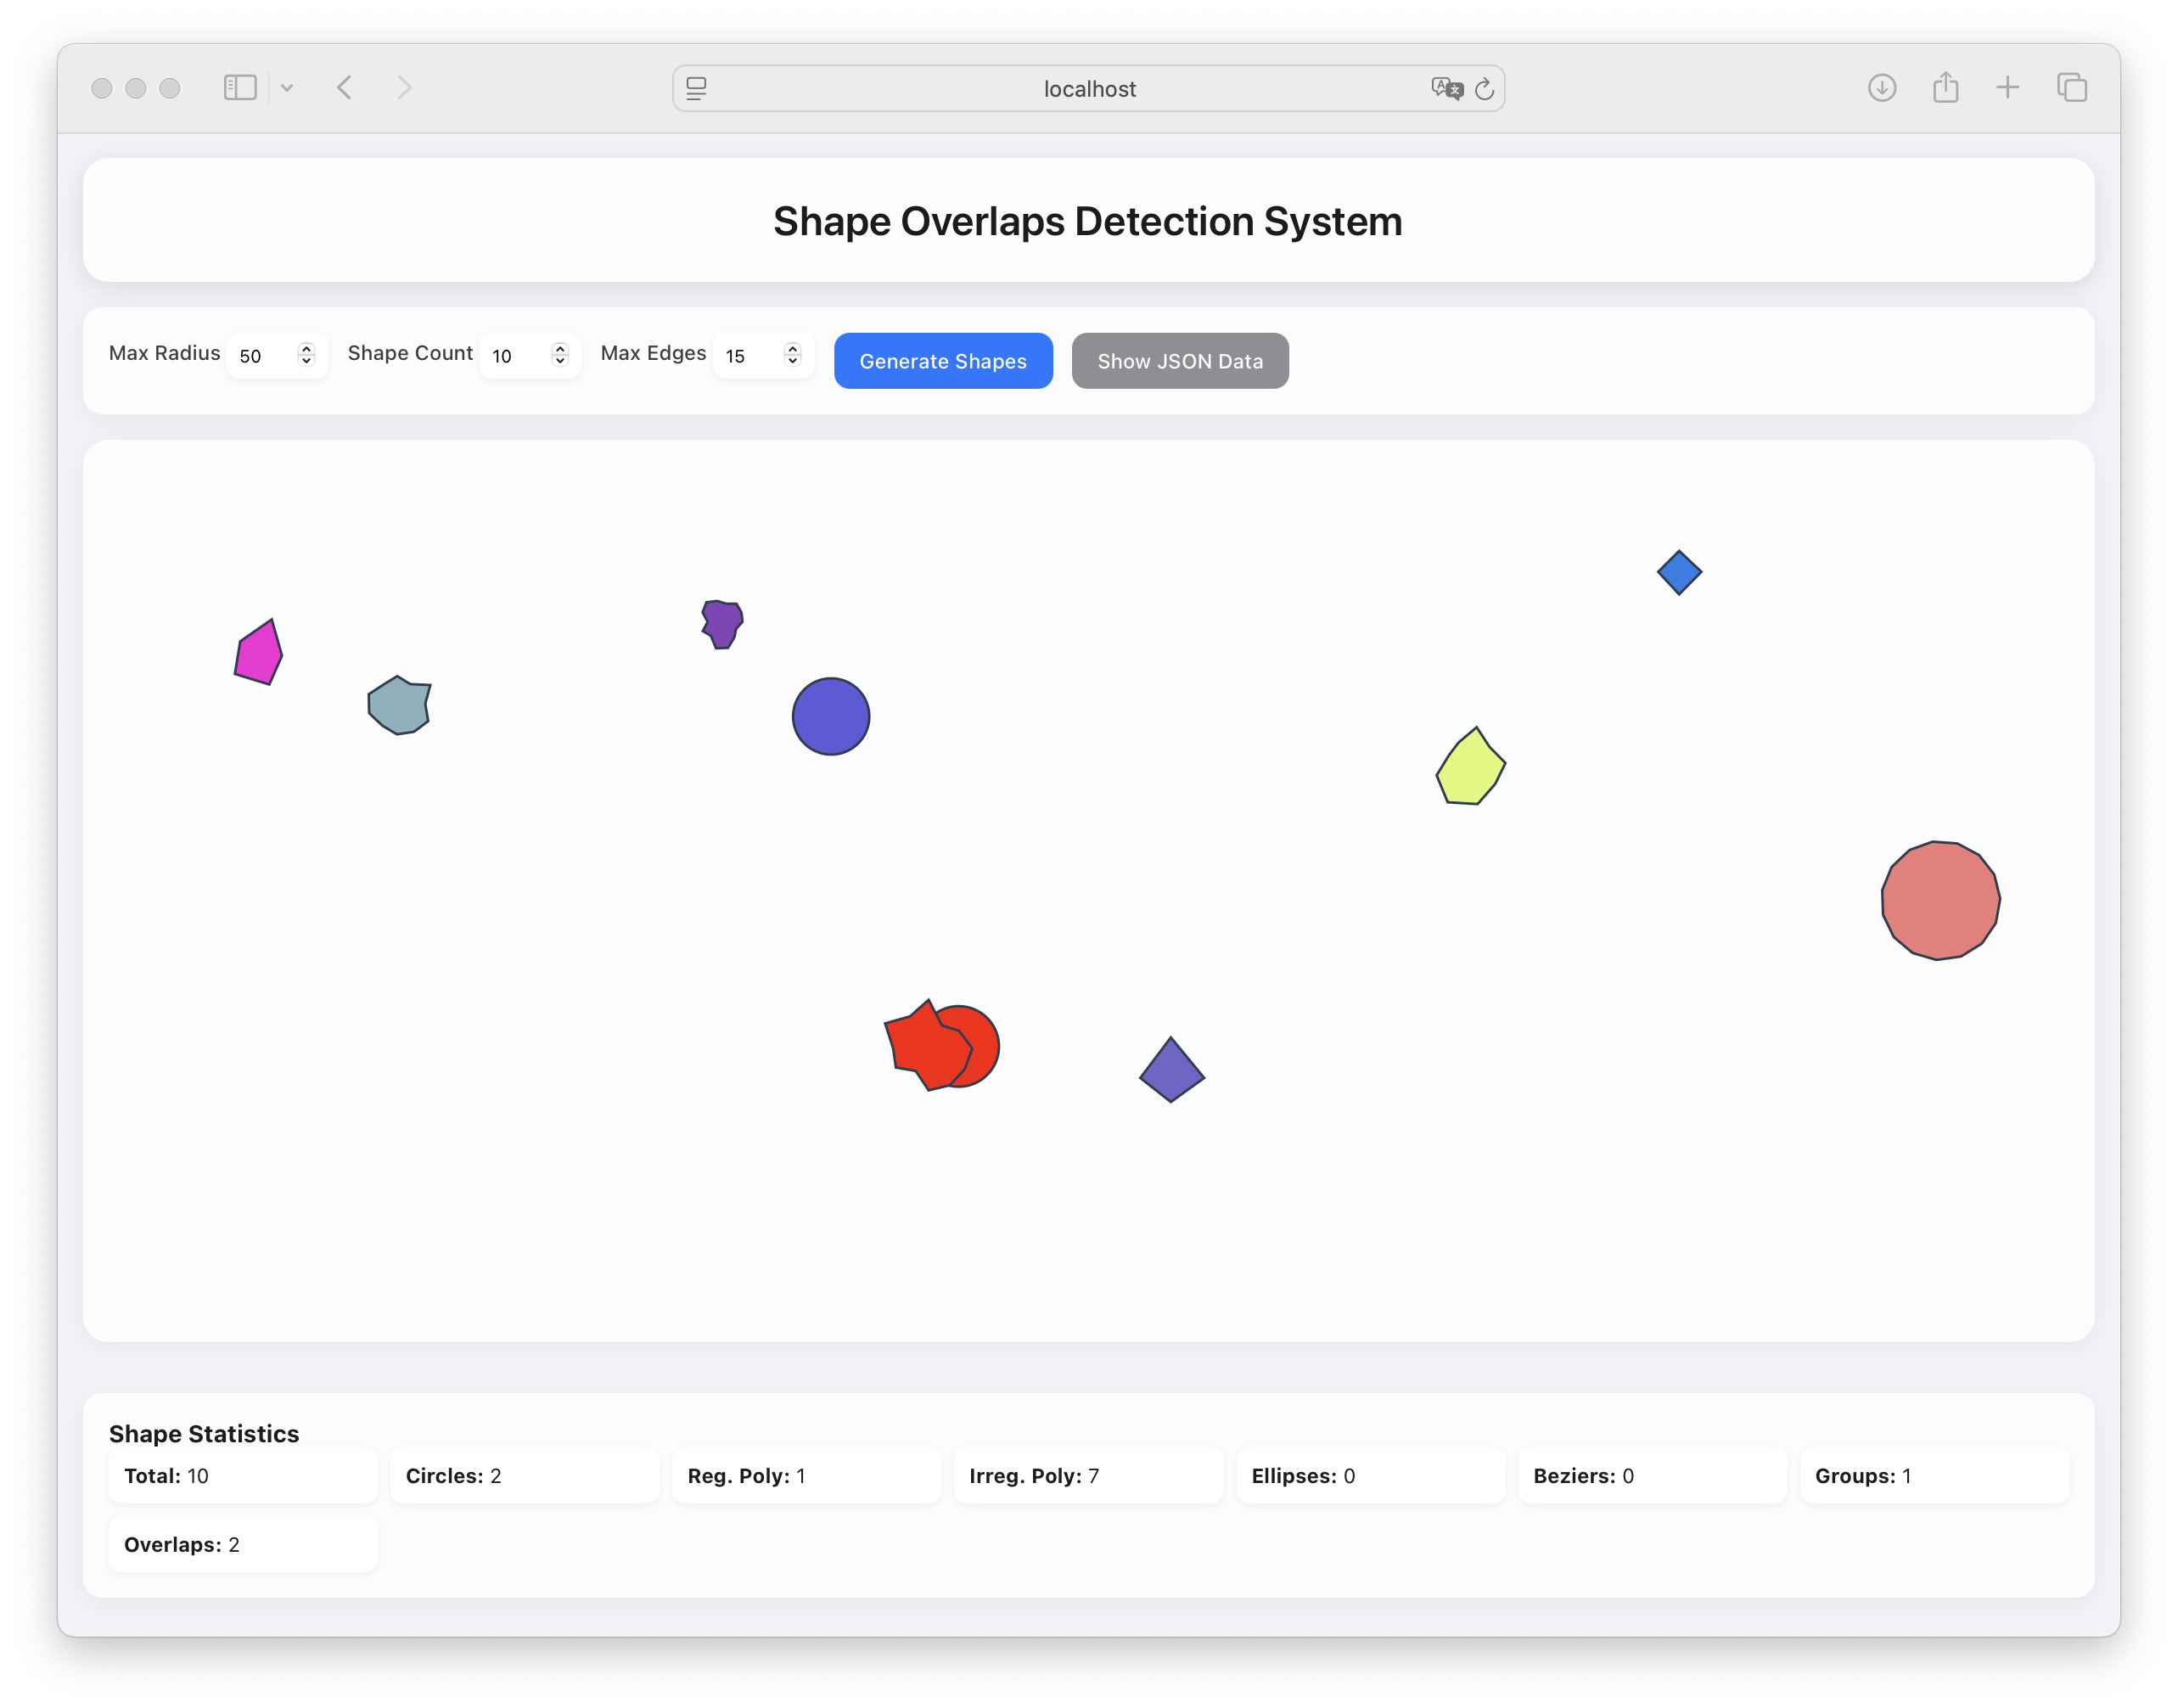 localhost
Shape Overlaps Detection System
Max Radius 50 Shape Count 10 Max Edges 15 Generate Shapes Show JSON Data
Shape Statistics
Total: 10 Circles: 2 Reg. Poly: 1 Irreg. Poly: 7 Ellipses: 0 Beziers: 0 Groups: 1
Overlaps: 2